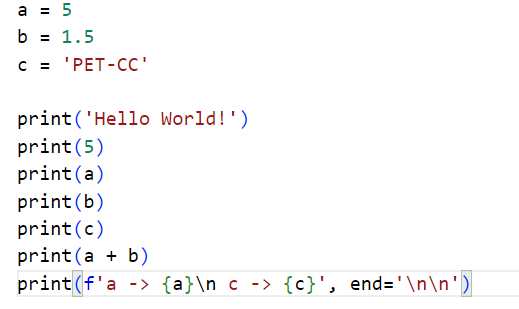 a = 5
b = 1.5
c = 'PET-CC'
print('Hello World!')
print(5)
print(a)
print(b)
print(c)
print(a + b)
print(f'a -> {a}\n c -> {c}', end='\n\n')